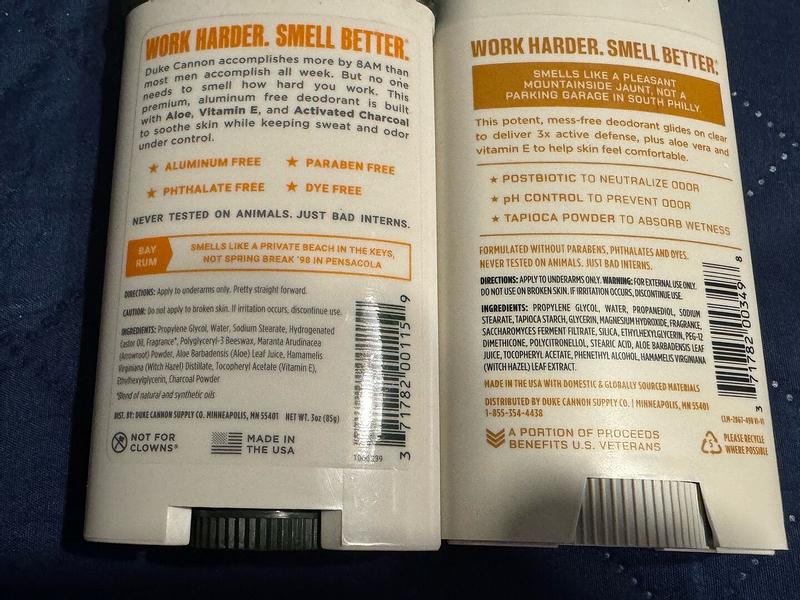 WORK HARDER. SMELL BETTER.®
Duke Cannon accomplishes more by 8AM than
most men accomplish all week. But no one
needs to smell how hard you work. This
premium, aluminum free deodorant is built
with Aloe, Vitamin E, and Activated Charcoal
to soothe skin while keeping sweat and odor
under control.
★ ALUMINUM FREE ★ PARABEN FREE
★ PHTHALATE FREE ★ DYE FREE
NEVER TESTED ON ANIMALS. JUST BAD INTERNS.
BAY
RUM
SMELLS LIKE A PRIVATE BEACH IN THE KEYS,
NOT SPRING BREAK '98 IN PENSACOLA
DIRECTIONS: Apply to underarms only. Pretty straight forward.
CAUTION: Do not apply to broken skin. If irritation occurs, discontinue use.
INGREDIENTS: Propylene Glycol, Water, Sodium Stearate, Hydrogenated
Castor Oil, Fragrance*, Polyglyceryl-3 Beeswax, Maranta Arudinacea
(Arrowroot) Powder, Aloe Barbadensis (Aloe) Leaf Juice, Hamamelis
Virginiana (Witch Hazel) Distillate, Tocopheryl Acetate (Vitamin E),
Ethylhexylglycerin, Charcoal Powder
*Blend of natural and synthetic oils
DIST. BY: DUKE CANNON SUPPLY CO. MINNEAPOLIS, MN 55401 NET WT. 3oz (85g)
NOT FOR
CLOWNS®
MADE IN
THE USA
3 71782 00115 9
WORK HARDER. SMELL BETTER.®
SMELLS LIKE A PLEASANT
MOUNTAINSIDE JAUNT, NOT A
PARKING GARAGE IN SOUTH PHILLY.
This potent, mess-free deodorant glides on clear
to deliver 3x active defense, plus aloe vera and
vitamin E to help skin feel comfortable.
★ POSTBIOTIC TO NEUTRALIZE ODOR
★ pH CONTROL TO PREVENT ODOR
★ TAPIOCA POWDER TO ABSORB WETNESS
FORMULATED WITHOUT PARABENS, PHTHALATES AND DYES.
NEVER TESTED ON ANIMALS. JUST BAD INTERNS.
DIRECTIONS: APPLY TO UNDERARMS ONLY. WARNING: FOR EXTERNAL USE ONLY.
DO NOT USE ON BROKEN SKIN. IF IRRITATION OCCURS, DISCONTINUE USE.
INGREDIENTS: PROPYLENE GLYCOL, WATER, PROPANEDIOL, SODIUM
STEARATE, TAPIOCA STARCH, GLYCERIN, MAGNESIUM HYDROXIDE, FRAGRANCE,
SACCHAROMYCES FERMENT FILTRATE, SILICA, ETHYLHEXYLGLYCERIN, PEG-12
DIMETHICONE, POLYCITRONELLOL, STEARIC ACID, ALOE BARBADENSIS LEAF
JUICE, TOCOPHERYL ACETATE, PHENETHYL ALCOHOL, HAMAMELIS VIRGINIANA
(WITCH HAZEL) LEAF EXTRACT.
MADE IN THE USA WITH DOMESTIC & GLOBALLY SOURCED MATERIALS
DISTRIBUTED BY DUKE CANNON SUPPLY CO. | MINNEAPOLIS, MN 55401
1-855-354-4438
A PORTION OF PROCEEDS
BENEFITS U.S. VETERANS
3 71782 00349 8
5
PLEASE RECYCLE
WHERE POSSIBLE